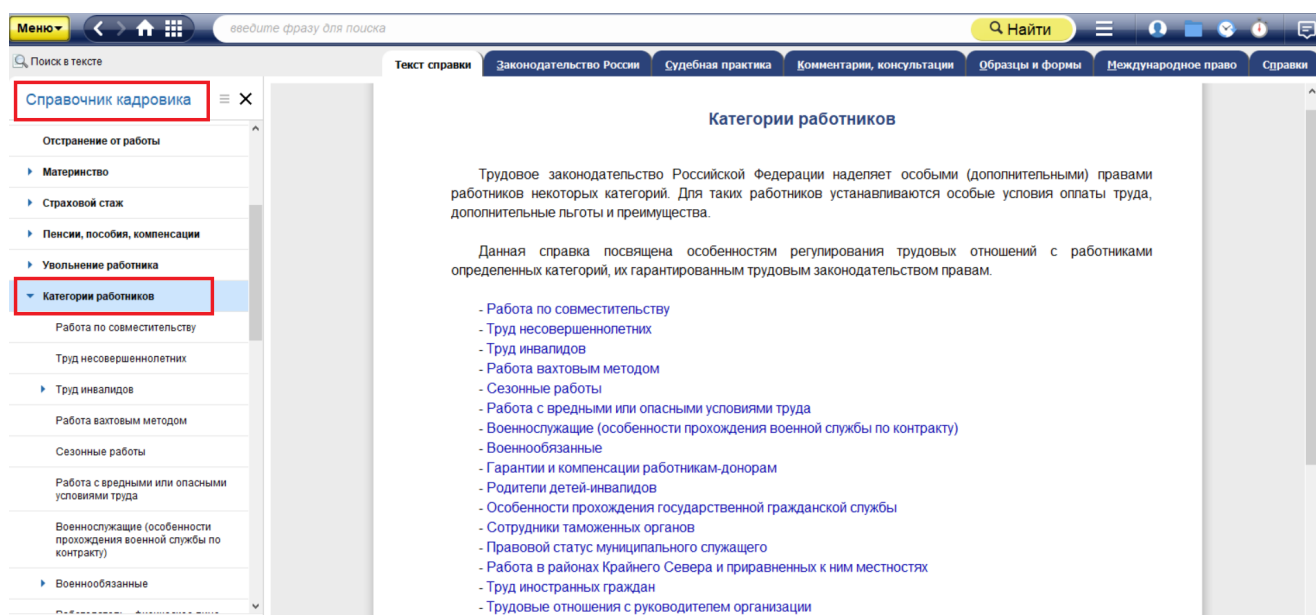 Меню
введите фразу для поиска
Найти
Поиск в тексте
Текст справки
Законодательство России
Судебная практика
Комментарии, консультации
Образцы и формы
Международное право
Справки
Справочник кадровика
Отстранение от работы
Материнство
Страховой стаж
Пенсии, пособия, компенсации
Увольнение работника
Категории работников
Работа по совместительству
Труд несовершеннолетних
Труд инвалидов
Работа вахтовым методом
Сезонные работы
Работа с вредными или опасными
условиями труда
Военнослужащие (особенности
прохождения военной службы по
контракту)
Военнообязанные
Категории работников
Трудовое законодательство Российской Федерации наделяет особыми (дополнительными) правами
работников некоторых категорий. Для таких работников устанавливаются особые условия оплаты труда,
дополнительные льготы и преимущества.
Данная справка посвящена особенностям регулирования трудовых отношений с работниками
определенных категорий, их гарантированным трудовым законодательством правам.
- Работа по совместительству
- Труд несовершеннолетних
- Труд инвалидов
- Работа вахтовым методом
- Сезонные работы
- Работа с вредными или опасными условиями труда
- Военнослужащие (особенности прохождения военной службы по контракту)
- Военнообязанные
- Гарантии и компенсации работникам-донорам
- Родители детей-инвалидов
- Особенности прохождения государственной гражданской службы
- Сотрудники таможенных органов
- Правовой статус муниципального служащего
- Работа в районах Крайнего Севера и приравненных к ним местностях
- Труд иностранных граждан
- Трудовые отношения с руководителем организации